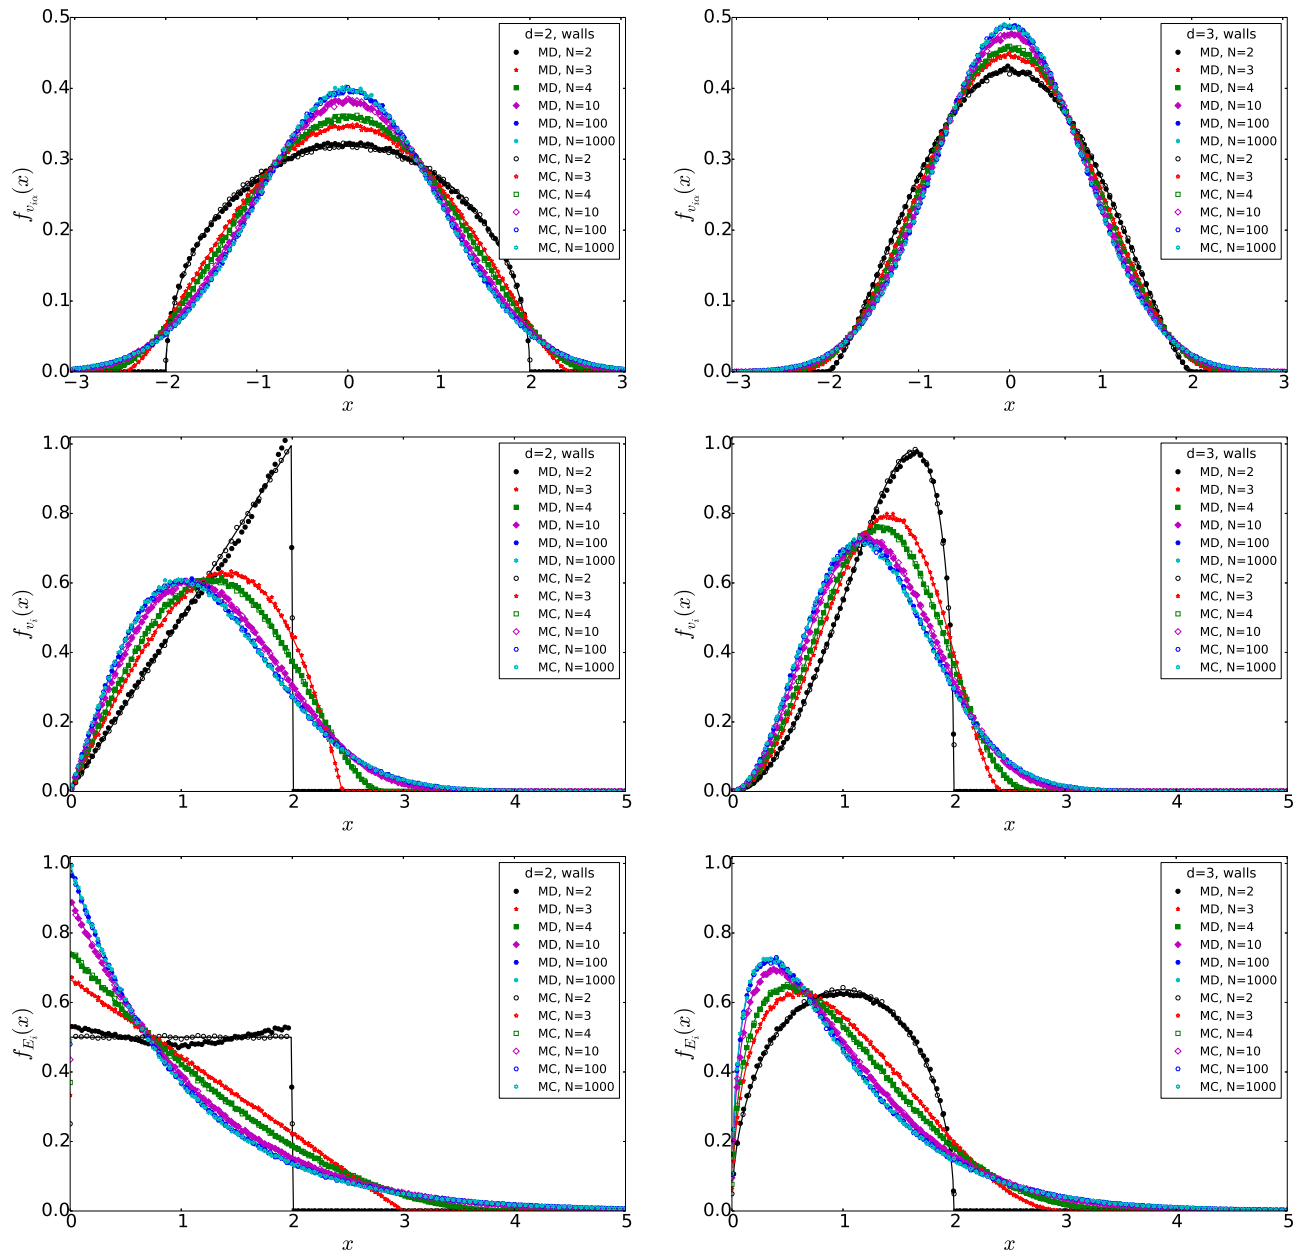 0.5
0.4
0.3
0.2
0.1
0.0
−3 −2 −1 0 1 2 3
x
f_{v_{iα}}(x)
d=2, walls
MD, N=2
MD, N=3
MD, N=4
MD, N=10
MD, N=100
MD, N=1000
MC, N=2
MC, N=3
MC, N=4
MC, N=10
MC, N=100
MC, N=1000
0.5
0.4
0.3
0.2
0.1
0.0
−3 −2 −1 0 1 2 3
x
f_{v_{iα}}(x)
d=3, walls
MD, N=2
MD, N=3
MD, N=4
MD, N=10
MD, N=100
MD, N=1000
MC, N=2
MC, N=3
MC, N=4
MC, N=10
MC, N=100
MC, N=1000
1.0
0.8
0.6
0.4
0.2
0.0
0 1 2 3 4 5
x
f_{v_i}(x)
d=2, walls
MD, N=2
MD, N=3
MD, N=4
MD, N=10
MD, N=100
MD, N=1000
MC, N=2
MC, N=3
MC, N=4
MC, N=10
MC, N=100
MC, N=1000
1.0
0.8
0.6
0.4
0.2
0.0
0 1 2 3 4 5
x
f_{v_i}(x)
d=3, walls
MD, N=2
MD, N=3
MD, N=4
MD, N=10
MD, N=100
MD, N=1000
MC, N=2
MC, N=3
MC, N=4
MC, N=10
MC, N=100
MC, N=1000
1.0
0.8
0.6
0.4
0.2
0.0
0 1 2 3 4 5
x
f_{E_i}(x)
d=2, walls
MD, N=2
MD, N=3
MD, N=4
MD, N=10
MD, N=100
MD, N=1000
MC, N=2
MC, N=3
MC, N=4
MC, N=10
MC, N=100
MC, N=1000
1.0
0.8
0.6
0.4
0.2
0.0
0 1 2 3 4 5
x
f_{E_i}(x)
d=3, walls
MD, N=2
MD, N=3
MD, N=4
MD, N=10
MD, N=100
MD, N=1000
MC, N=2
MC, N=3
MC, N=4
MC, N=10
MC, N=100
MC, N=1000